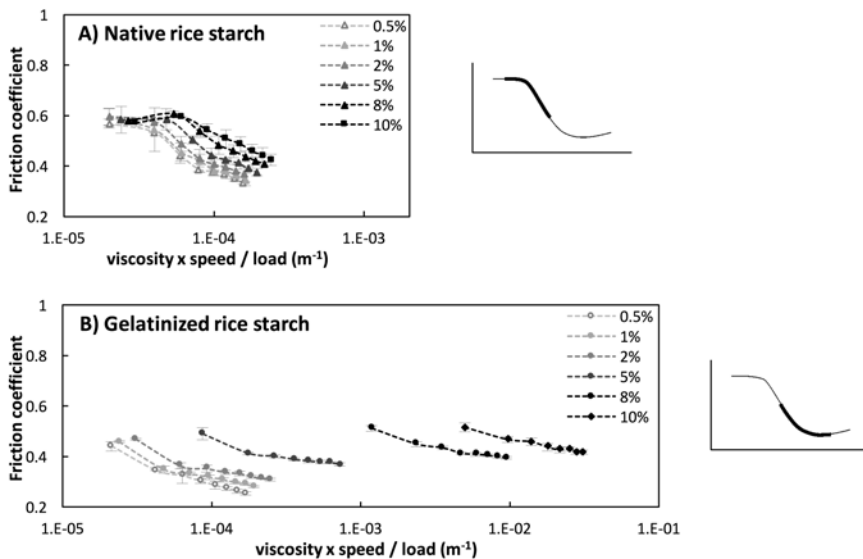 1
A) Native rice starch
0.5%
1%
0.8
2%
5%
0.6
8%
10%
0.4
0.2
1.E-05
1.E-04
1.E-03
Friction coefficient
viscosity x speed / load (m⁻¹)
1
B) Gelatinized rice starch
0.5%
1%
0.8
2%
5%
0.6
8%
10%
0.4
0.2
1.E-05
1.E-04
1.E-03
1.E-02
1.E-01
Friction coefficient
viscosity x speed / load (m⁻¹)